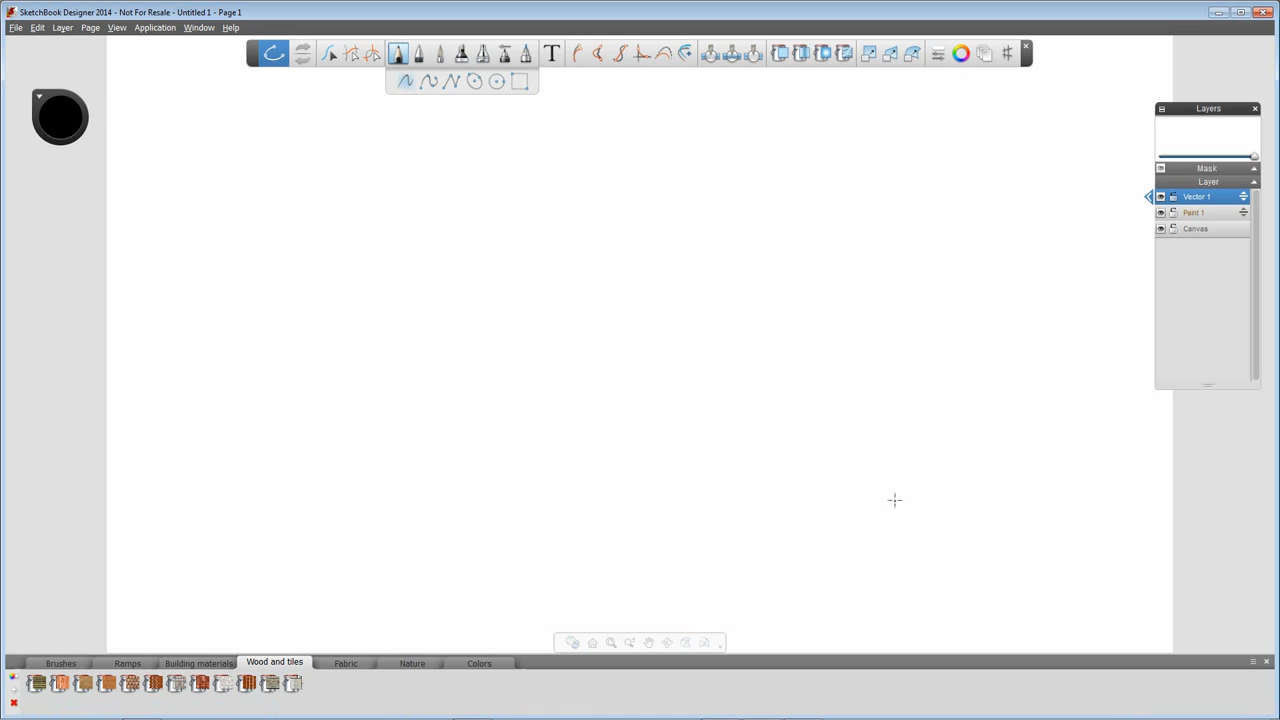 SketchBook Designer 2014 - Not For Resale - Untitled 1 - Page 1
File Edit Layer Page View Application Window Help
T
Layers
Mask
Layer
Vector 1
Paint 1
Canvas
Brushes Ramps Building materials Wood and tiles Fabric Nature Colors